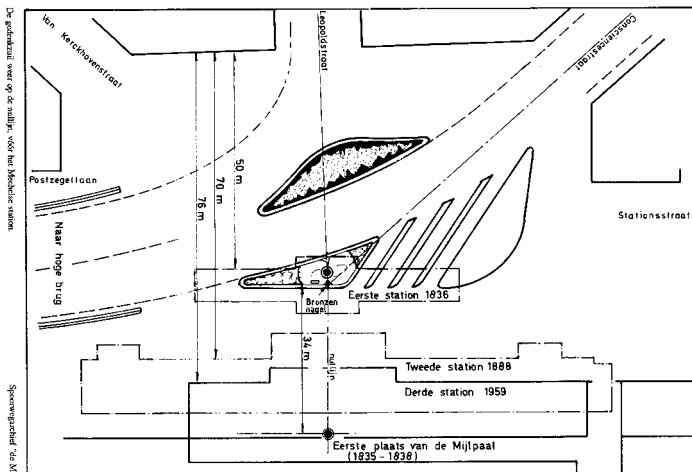 Van Kerckhovenstraat
Leopoldstraat
Consciencestraat
Postzegellaan
Stationsstraat
Naar hoge brug
50 m
70 m
76 m
Bronzen
nagel
Eerste station 1836
34 m
nullijn
Tweede station 1888
Derde station 1959
Eerste plaats van de Mijlpaal
(1835 - 1838)
De gedenkzuil weer op de nullijn, vóór het Mechelse station.
Spoorwegarchief "de M